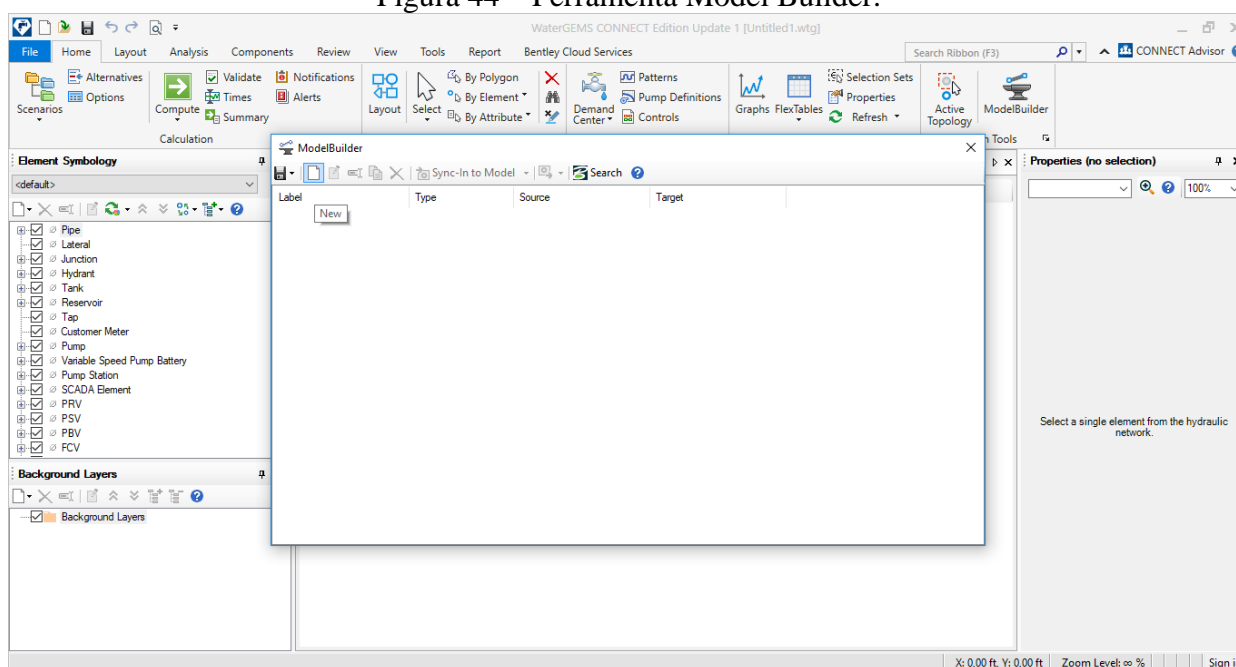 Figura 44 – Ferramenta Model Builder.
WaterGEMS CONNECT Edition Update 1 [Untitled1.wtg]
File Home Layout Analysis Components Review View Tools Report Bentley Cloud Services Search Ribbon (F3) CONNECT Advisor
Scenarios
Alternatives
Options
Compute
Validate
Times
Summary
Notifications
Alerts
Calculation
Layout
Select
By Polygon
By Element
By Attribute
Demand Center
Patterns
Pump Definitions
Controls
Graphs
FlexTables
Selection Sets
Properties
Refresh
Active Topology
ModelBuilder
Tools
Element Symbology
<default>
Pipe
Lateral
Junction
Hydrant
Tank
Reservoir
Tap
Customer Meter
Pump
Variable Speed Pump Battery
Pump Station
SCADA Element
PRV
PSV
PBV
FCV
Background Layers
Background Layers
ModelBuilder
Sync-In to Model Search
Label Type Source Target
New
Properties (no selection)
100%
Select a single element from the hydraulic
network.
X: 0.00 ft, Y: 0.00 ft Zoom Level: ∞ % Sign i